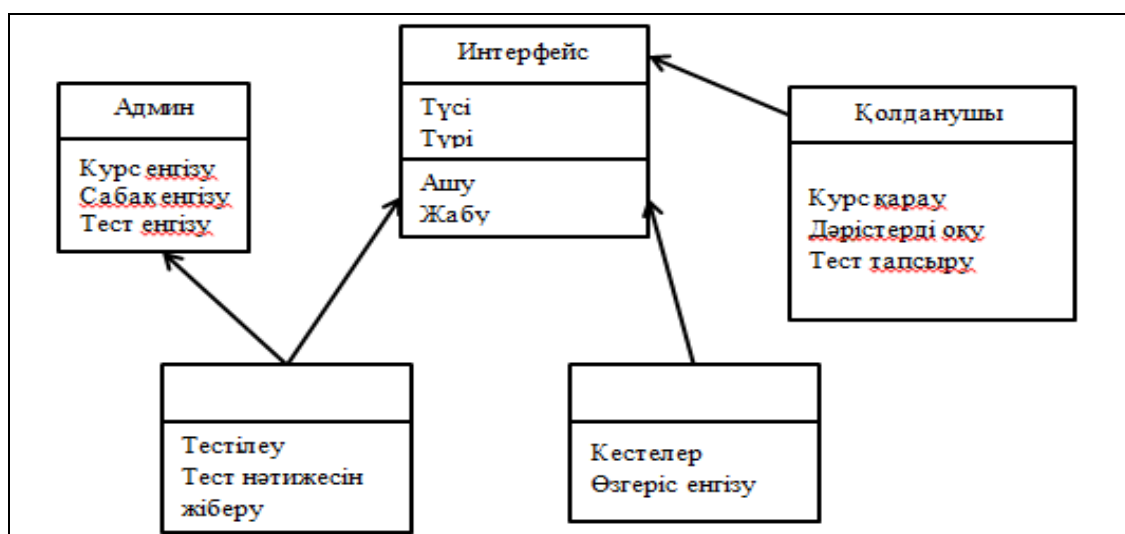 Интерфейс
Түсі
Түрі
Ашу
Жабу
Админ
Курс енгізу
Сабақ енгізу
Тест енгізу
Қолданушы
Курс қарау
Дәрістерді оқу
Тест тапсыру
Тестілеу
Тест нәтижесін
жіберу
Кестелер
Өзгеріс енгізу